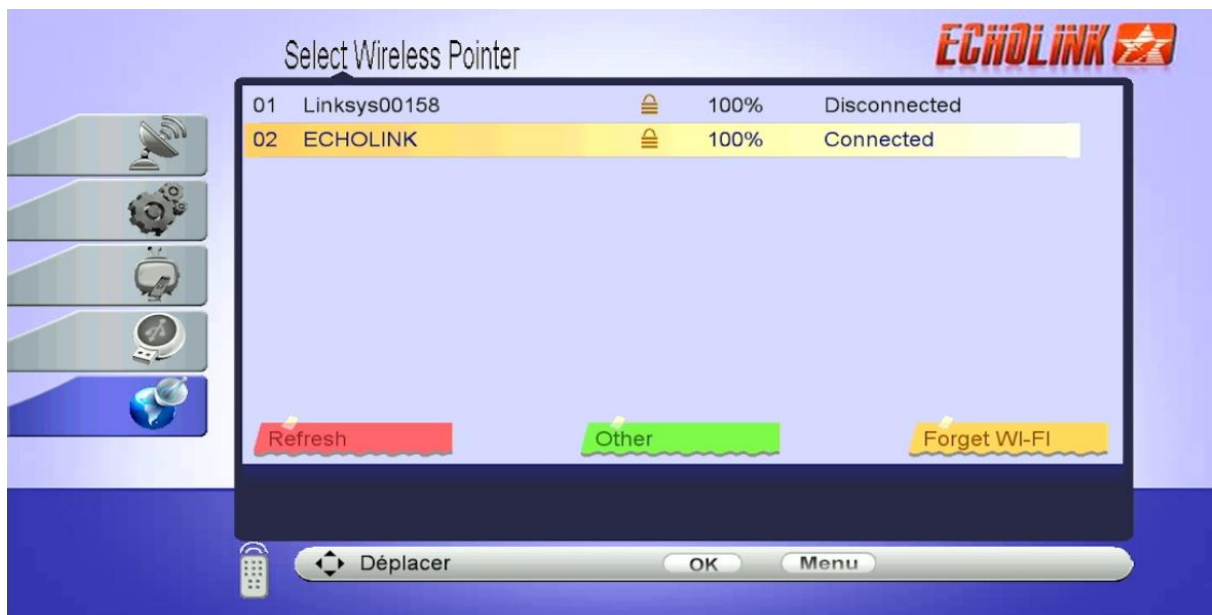 Select Wireless Pointer
ECHOLINK
01 Linksys00158 100% Disconnected
02 ECHOLINK 100% Connected
Refresh Other Forget WI-FI
Déplacer OK Menu